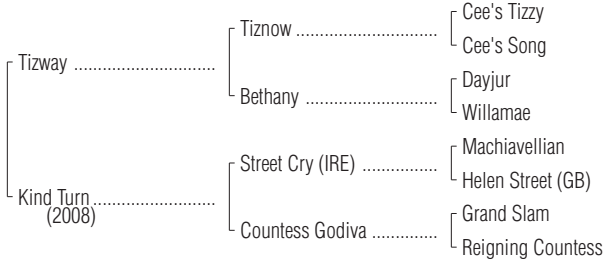 Cee's Tizzy
Tiznow ..............................
Cee's Song
Tizway ..............................
Dayjur
Bethany ............................
Willamae
Machiavellian
Street Cry (IRE) ................
Helen Street (GB)
Kind Turn..........................
(2008)
Grand Slam
Countess Godiva ..............
Reigning Countess